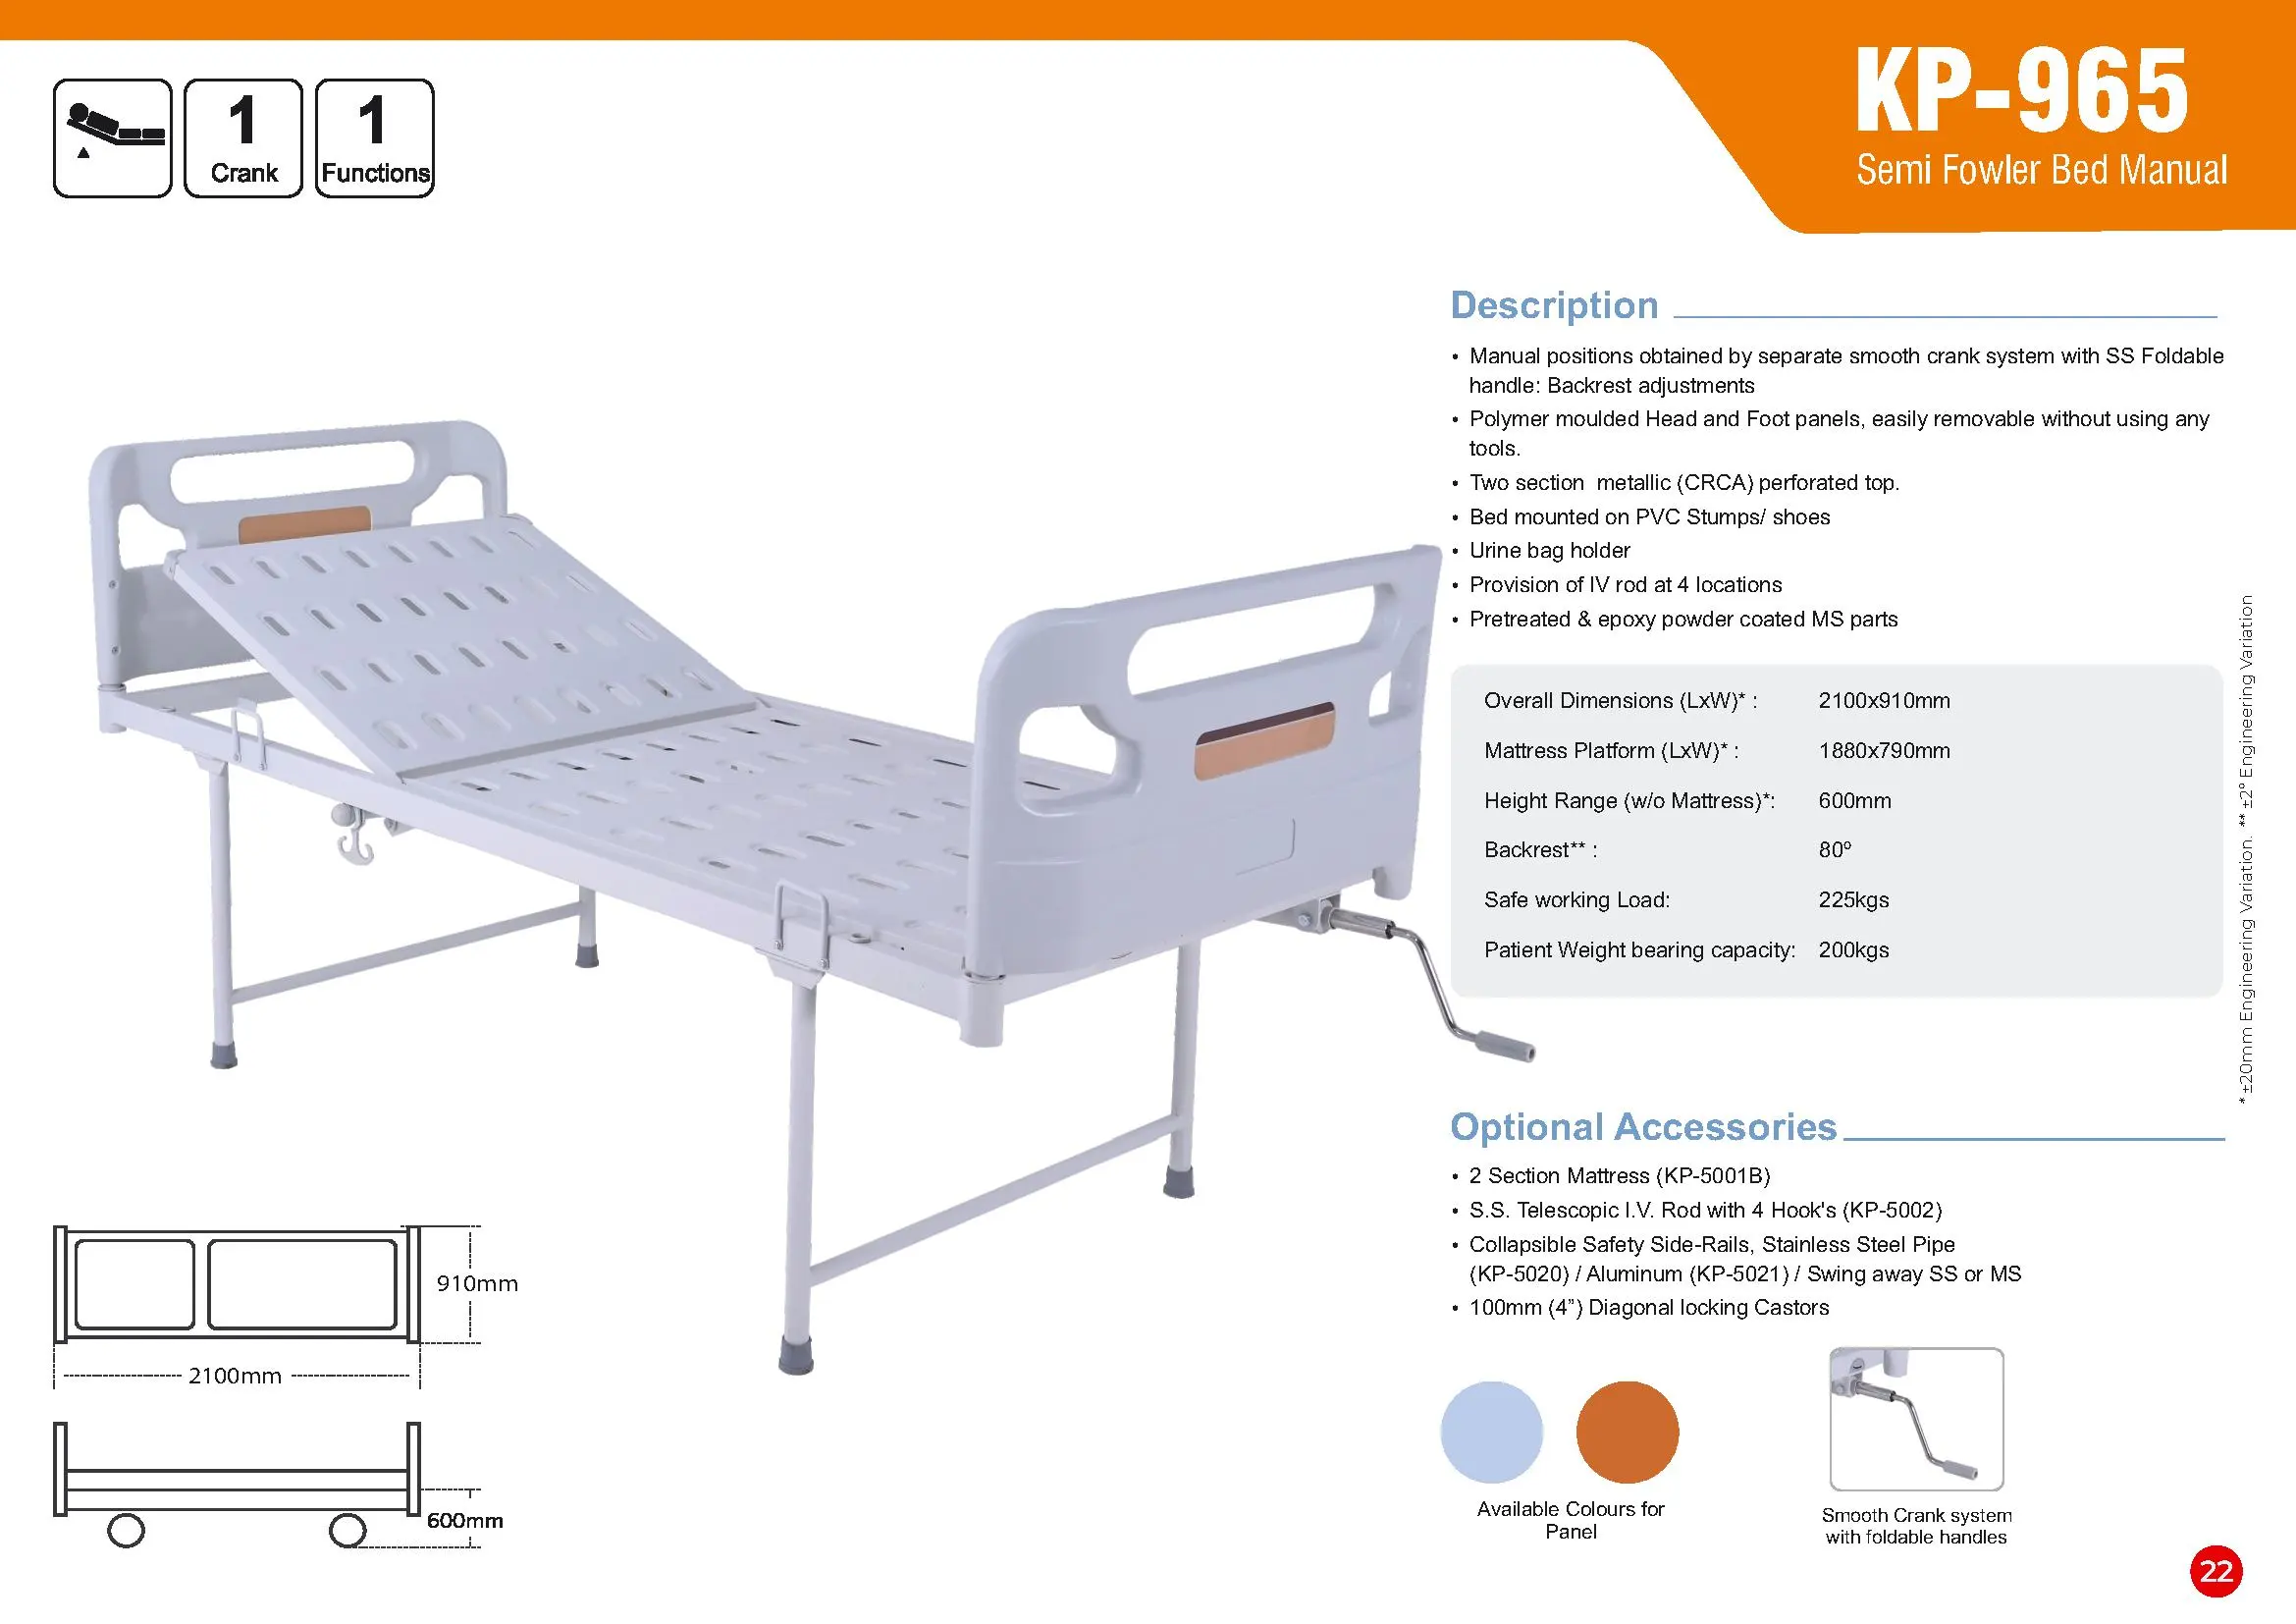 KP-965
Semi Fowler Bed Manual
1
Crank
1
Functions
Description
• Manual positions obtained by separate smooth crank system with SS Foldable
handle: Backrest adjustments
• Polymer moulded Head and Foot panels, easily removable without using any
tools.
• Two section metallic (CRCA) perforated top.
• Bed mounted on PVC Stumps/ shoes
• Urine bag holder
• Provision of IV rod at 4 locations
• Pretreated & epoxy powder coated MS parts
Overall Dimensions (LxW)* : 2100x910mm
Mattress Platform (LxW)* : 1880x790mm
Height Range (w/o Mattress)*: 600mm
Backrest** : 80º
Safe working Load: 225kgs
Patient Weight bearing capacity: 200kgs
* ±20mm Engineering Variation. ** ±2º Engineering Variation
Optional Accessories
• 2 Section Mattress (KP-5001B)
• S.S. Telescopic I.V. Rod with 4 Hook's (KP-5002)
• Collapsible Safety Side-Rails, Stainless Steel Pipe
(KP-5020) / Aluminum (KP-5021) / Swing away SS or MS
• 100mm (4”) Diagonal locking Castors
910mm
2100mm
600mm
Available Colours for
Panel
Smooth Crank system
with foldable handles
22